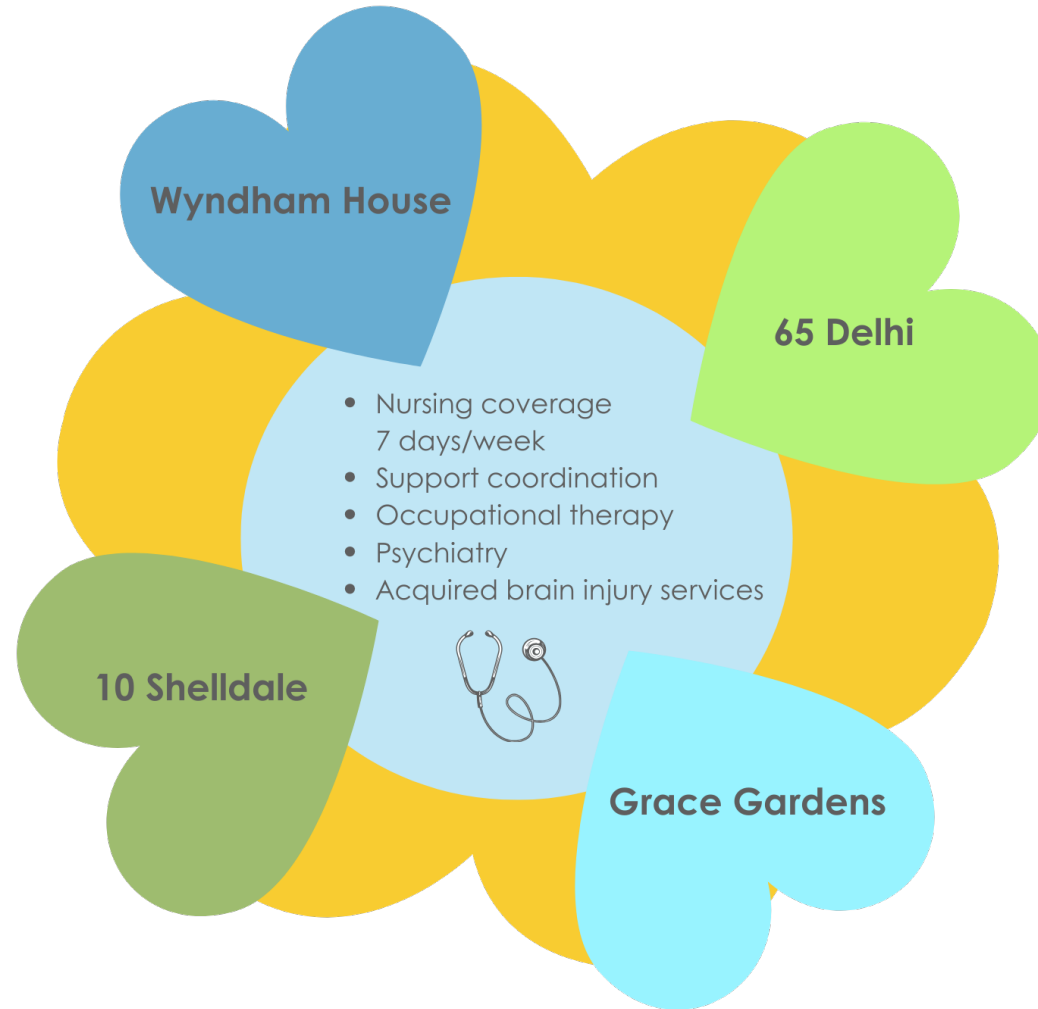 Wyndham House
65 Delhi
• Nursing coverage
7 days/week
• Support coordination
• Occupational therapy
• Psychiatry
• Acquired brain injury services
10 Shelldale
Grace Gardens